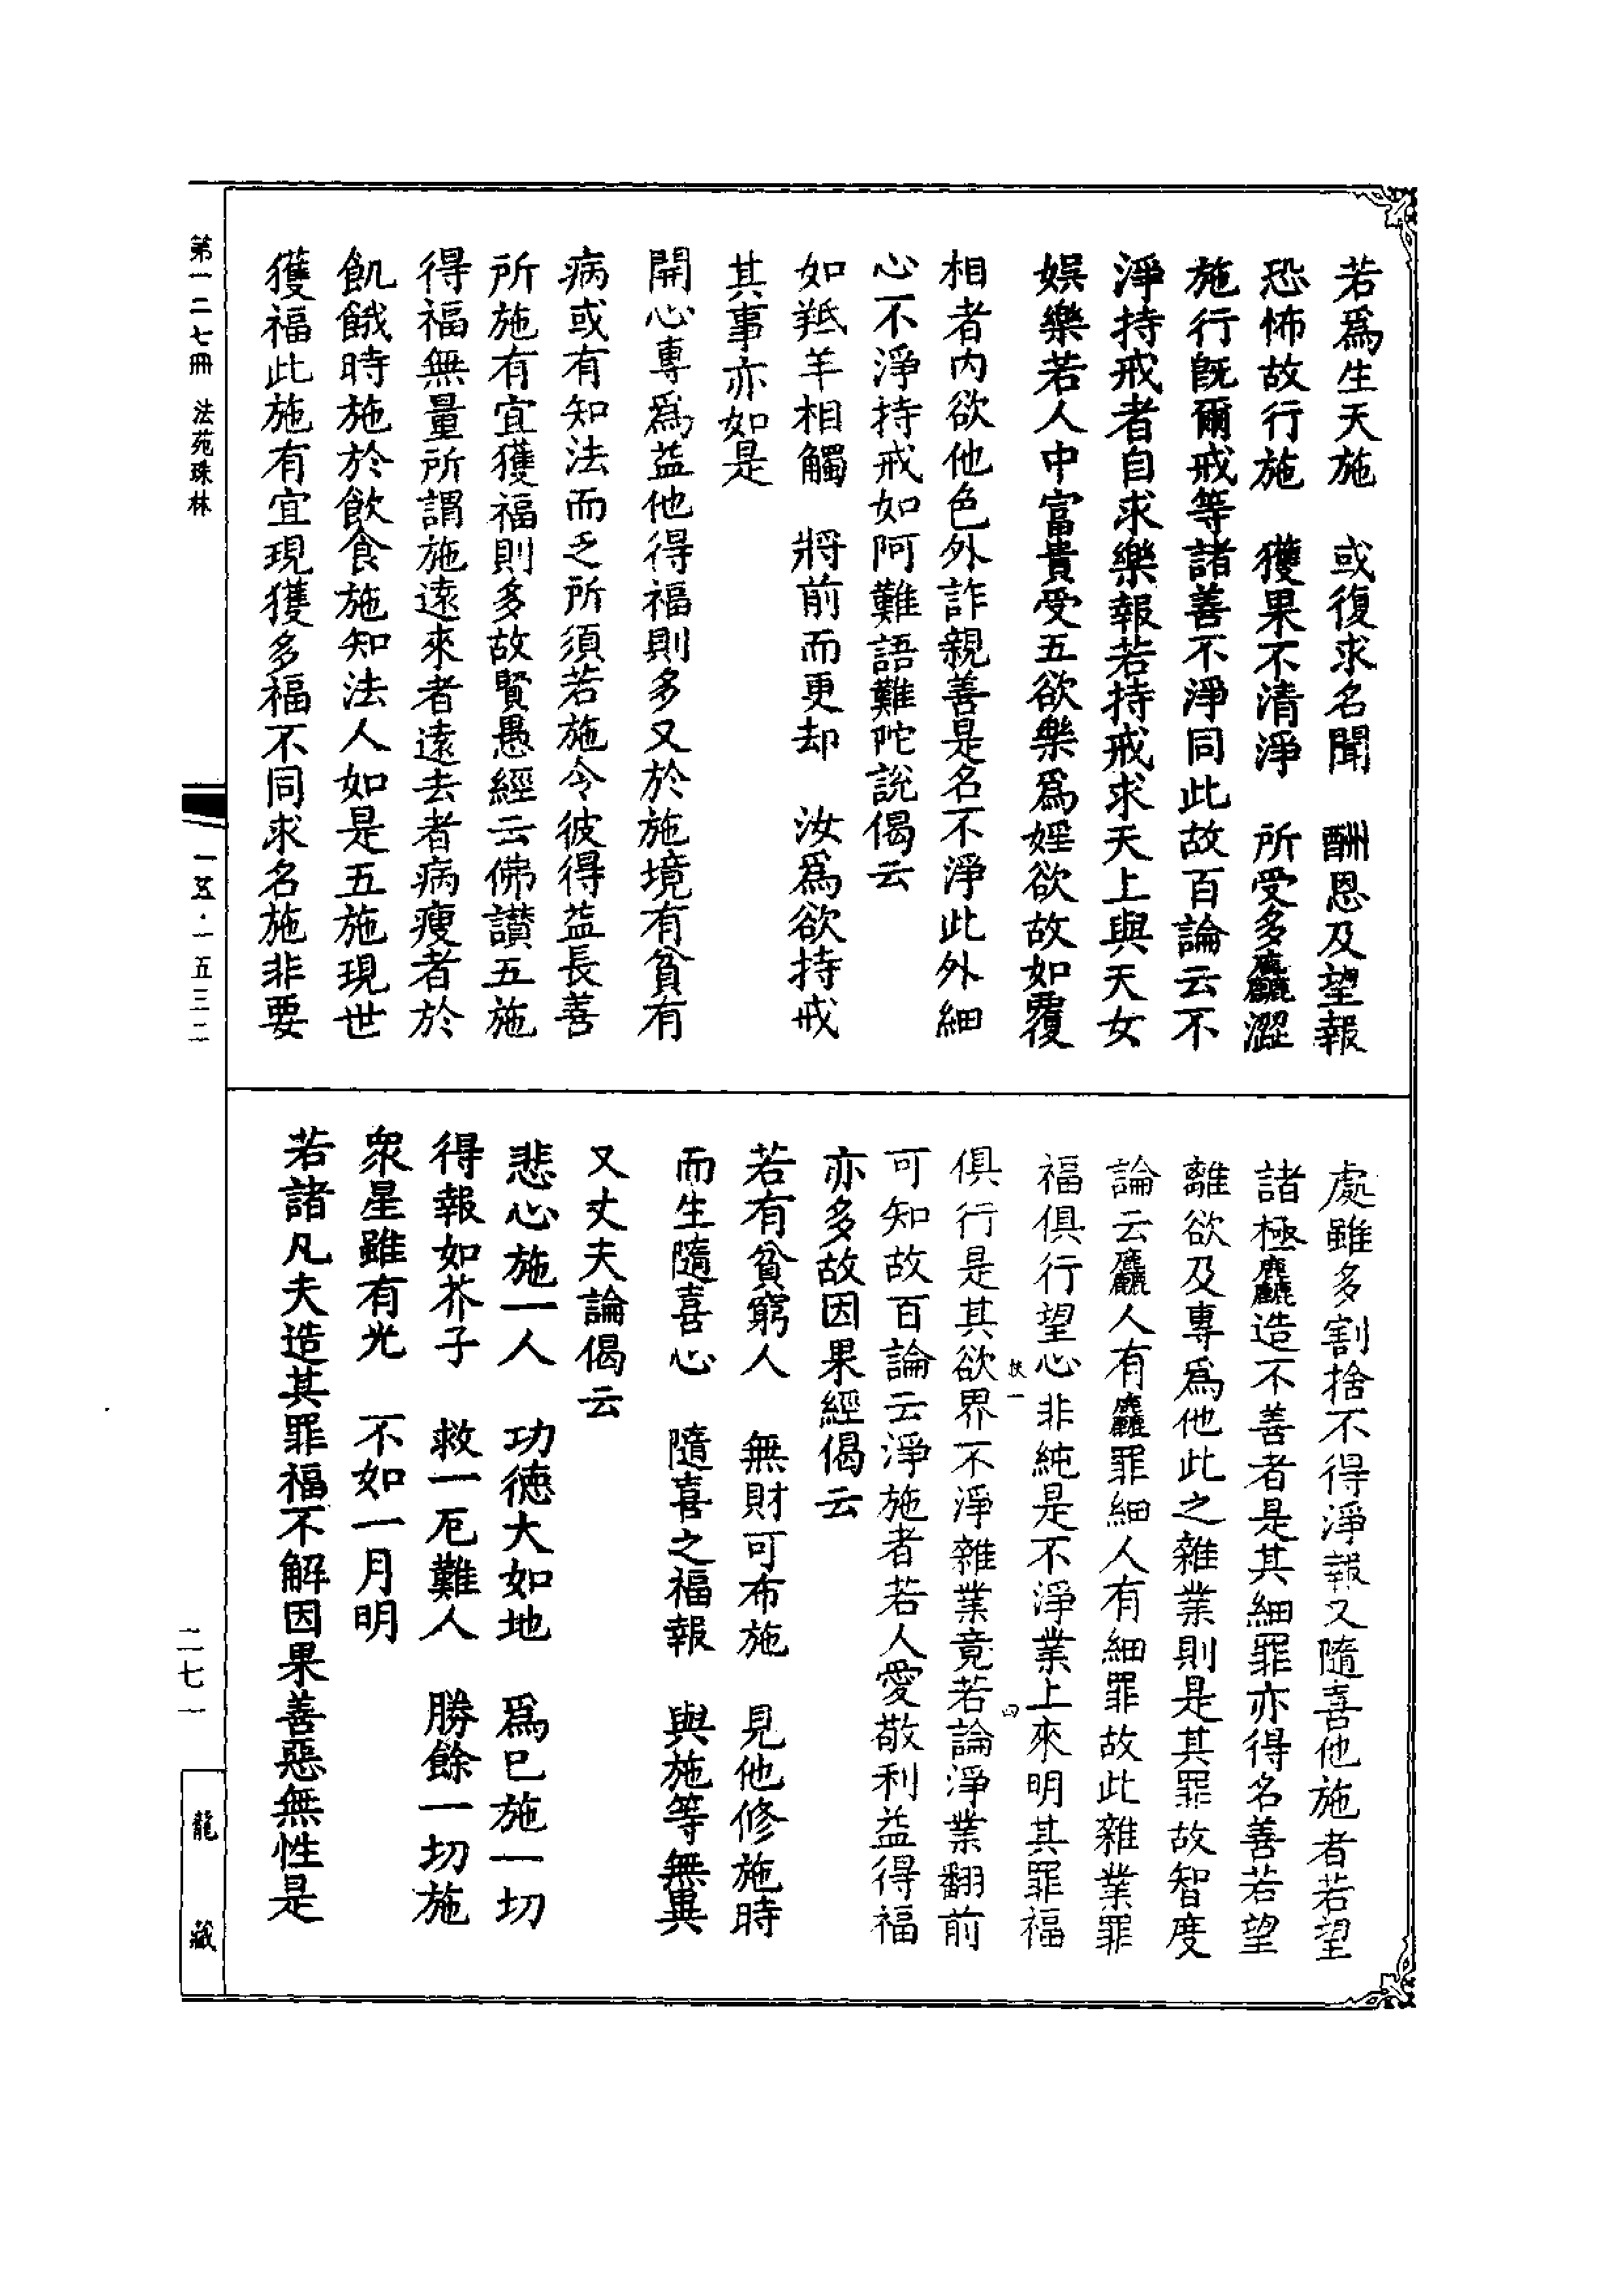 若爲生天施　或復求名聞　酬恩及望報
恐怖故行施　獲果不清淨　所受多麤澀
施行旣爾戒等諸善不淨同此故百論云不
淨持戒者自求樂報若持戒求天上與天女
娯樂若人中富貴受五欲樂爲婬欲故如覆
相者内欲他色外詐親善是名不淨此外細
心不淨持戒如阿難語難陀説偈云
如羝羊相觸　將前而更却　汝爲欲持戒
其事亦如是
開心專爲益他得福則多又於施境有貧有
病或有知法而乏所須若施令彼得益長善
所施有宜獲福則多故賢愚經云佛讃五施
得福無量所謂施遠來者遠去者病瘦者於
飢餓時施於飲食施知法人如是五施現世
獲福此施有宜現獲多福不同求名施非要
處雖多割捨不得淨報又隨喜他施者若望
諸極麤造不善者是其細罪亦得名善若望
離欲及專爲他此之雜業則是其罪故智度
論云麤人有麤罪細人有細罪故此雜業罪
福俱行望心非純是不淨業上來明其罪福
俱行是其欲界不淨雜業竟若論淨業翻前
可知故百論云淨施者若人愛敬利益得福
亦多故因果經偈云
若有貧窮人　無財可布施　見他修施時
而生隨喜心　隨喜之福報　與施等無異
又丈夫論偈云
悲心施一人　功德大如地　爲已施一切
得報如芥子　救一厄難人　勝餘一切施
衆星雖有光　不如一月明
若諸凡夫造其罪福不解因果善惡無性是
第一二七冊　法苑珠林
一五·一五三二
二七一
龍藏
扶一
四